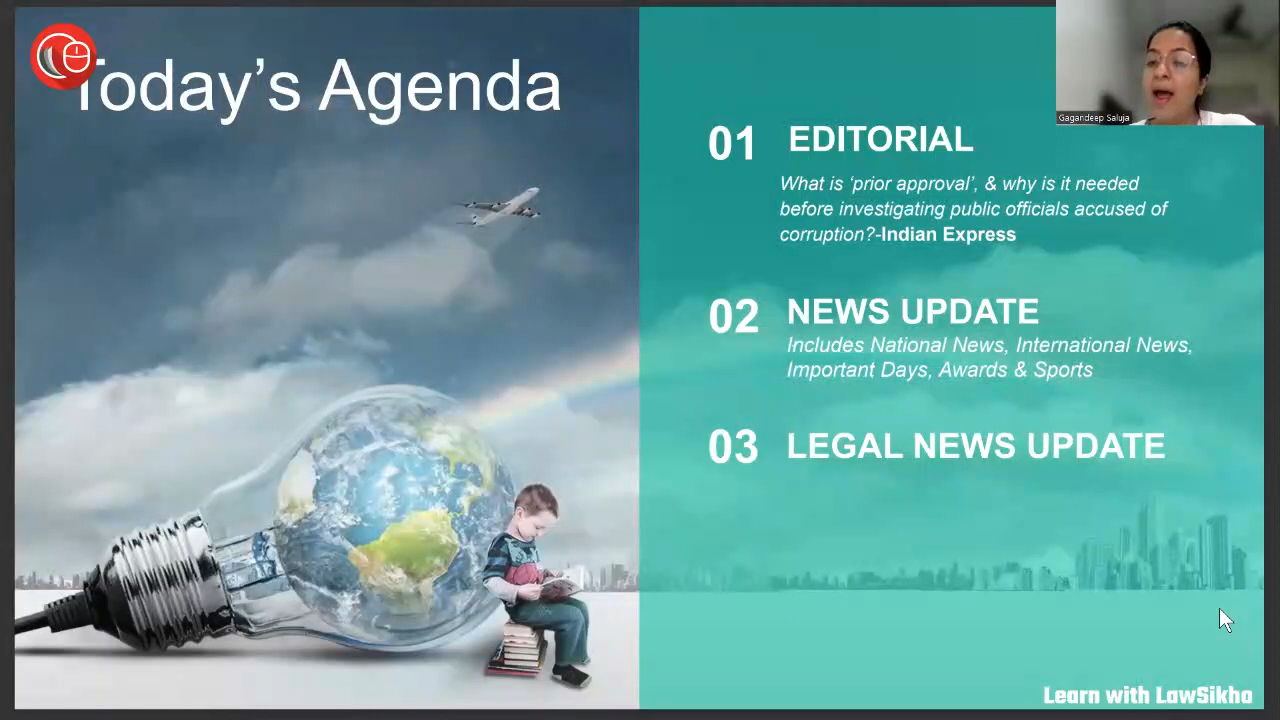 Today’s Agenda
Gagandeep Saluja
01 EDITORIAL
What is ‘prior approval’, & why is it needed
before investigating public officials accused of
corruption?-Indian Express
02 NEWS UPDATE
Includes National News, International News,
Important Days, Awards & Sports
03 LEGAL NEWS UPDATE
Learn with LawSikho